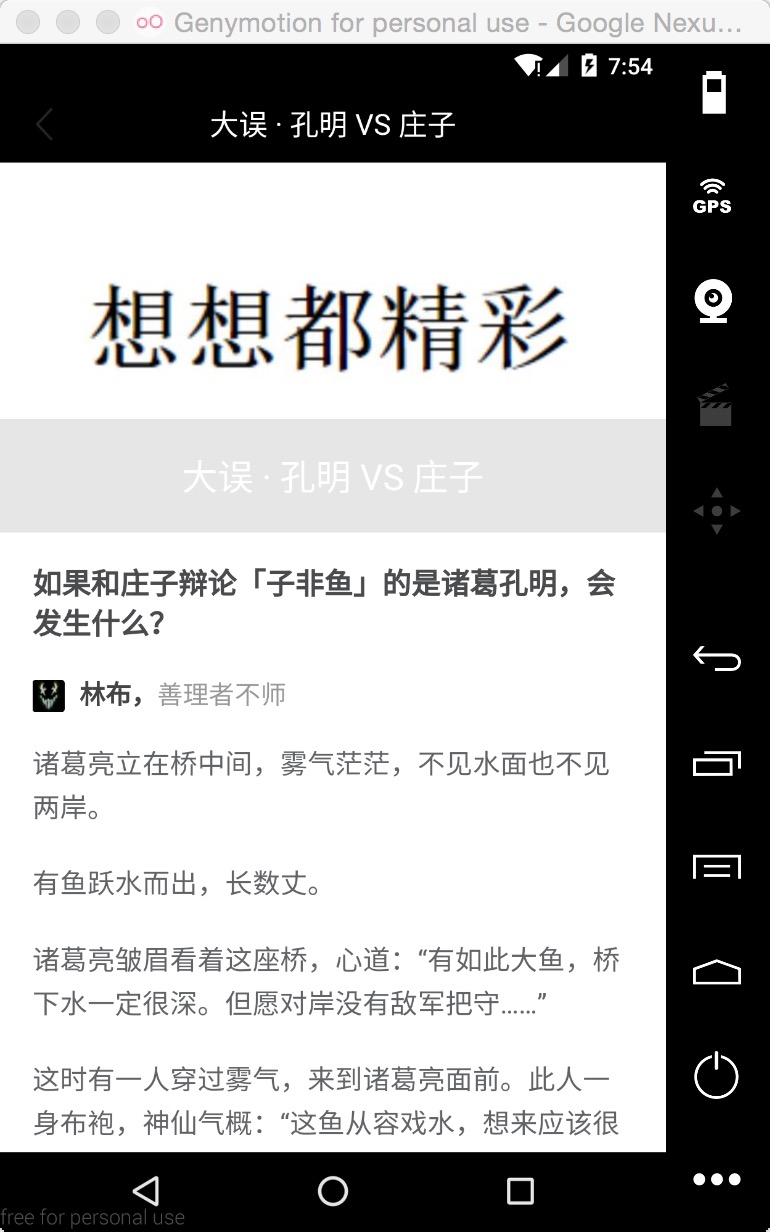 Genymotion for personal use - Google Nexu...
7:54
大误 · 孔明 VS 庄子
GPS
想想都精彩
大误 · 孔明 VS 庄子
如果和庄子辩论「子非鱼」的是诸葛孔明，会
发生什么？
林布，善理者不师
诸葛亮立在桥中间，雾气茫茫，不见水面也不见
两岸。
有鱼跃水而出，长数丈。
诸葛亮皱眉看着这座桥，心道：“有如此大鱼，桥
下水一定很深。但愿对岸没有敌军把守……”
这时有一人穿过雾气，来到诸葛亮面前。此人一
身布袍，神仙气概：“这鱼从容戏水，想来应该很
free for personal use